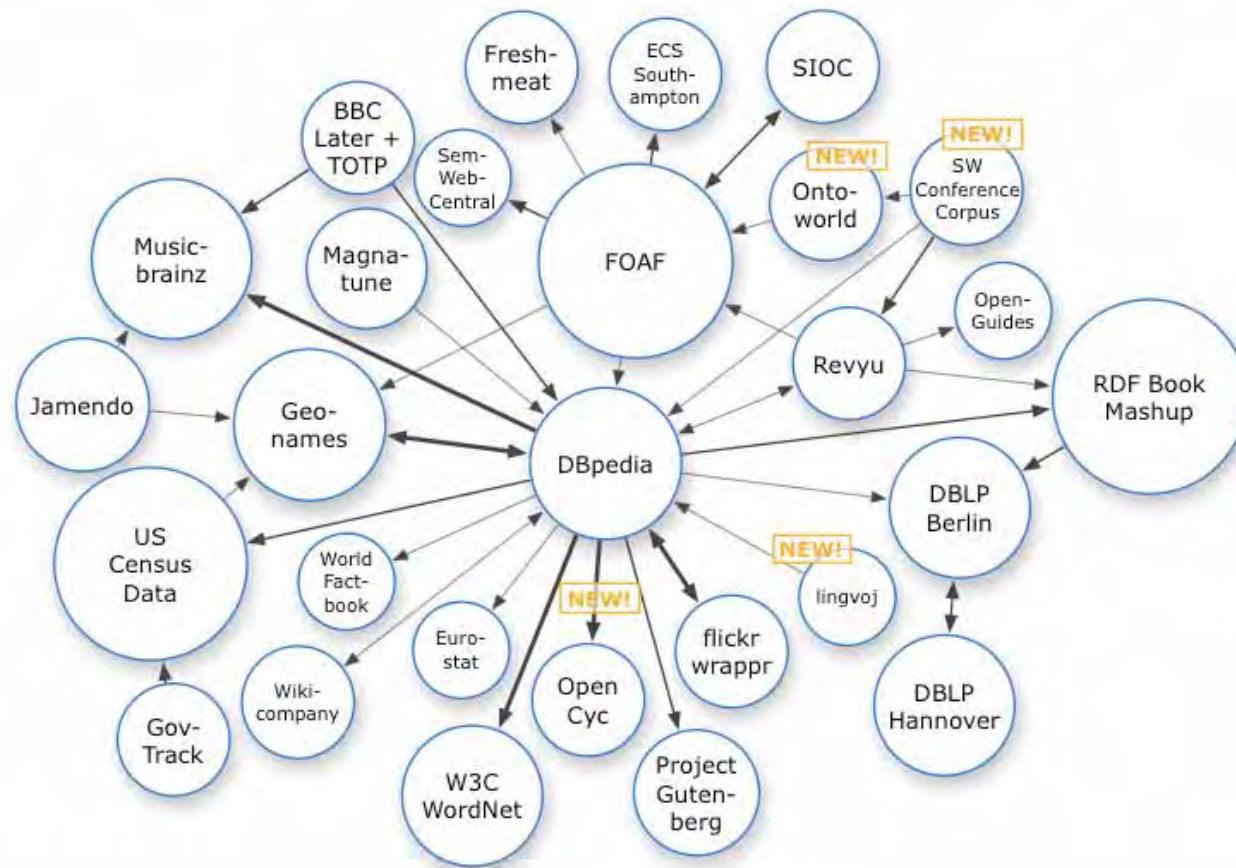 Fresh-
meat
ECS
South-
ampton
SIOC
BBC
Later +
TOTP
Sem-
Web-
Central
NEW!
Onto-
world
NEW!
SW
Conference
Corpus
Music-
brainz
Magna-
tune
FOAF
Open-
Guides
Jamendo
Geo-
names
Revyu
RDF Book
Mashup
DBpedia
US
Census
Data
World
Fact-
book
NEW!
NEW!
lingvoj
DBLP
Berlin
Euro-
stat
flickr
wrappr
Wiki-
company
Open
Cyc
DBLP
Hannover
Gov-
Track
W3C
WordNet
Project
Guten-
berg